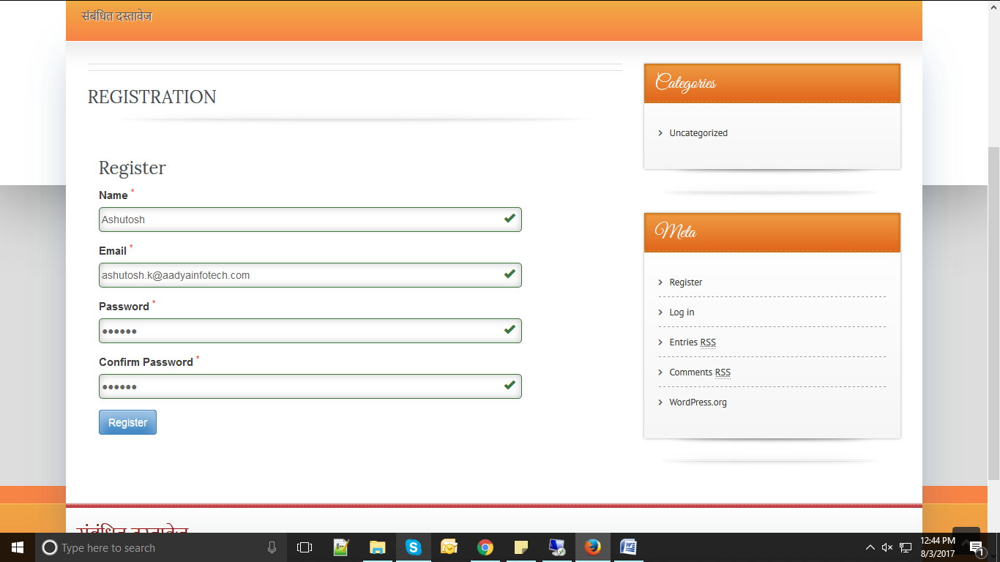 संबंधित दस्तावेज
REGISTRATION
Register
Name *
Ashutosh
Email *
ashutosh.k@aadyainfotech.com
Password *
••••••
Confirm Password *
••••••
Register
Categories
Uncategorized
Meta
Register
Log in
Entries RSS
Comments RSS
WordPress.org
संबंधित दस्तावेज
Type here to search
12:44 PM
8/3/2017
1